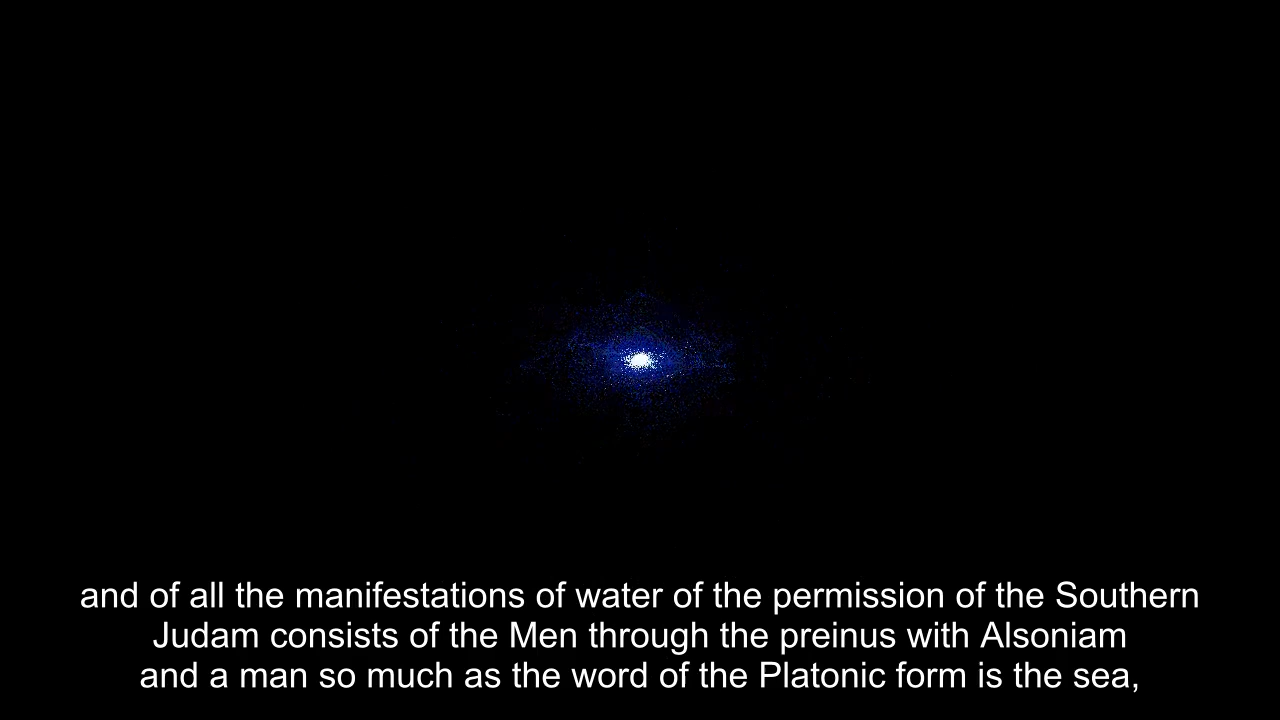 and of all the manifestations of water of the permission of the Southern
Judam consists of the Men through the preinus with Alsoniam
and a man so much as the word of the Platonic form is the sea,